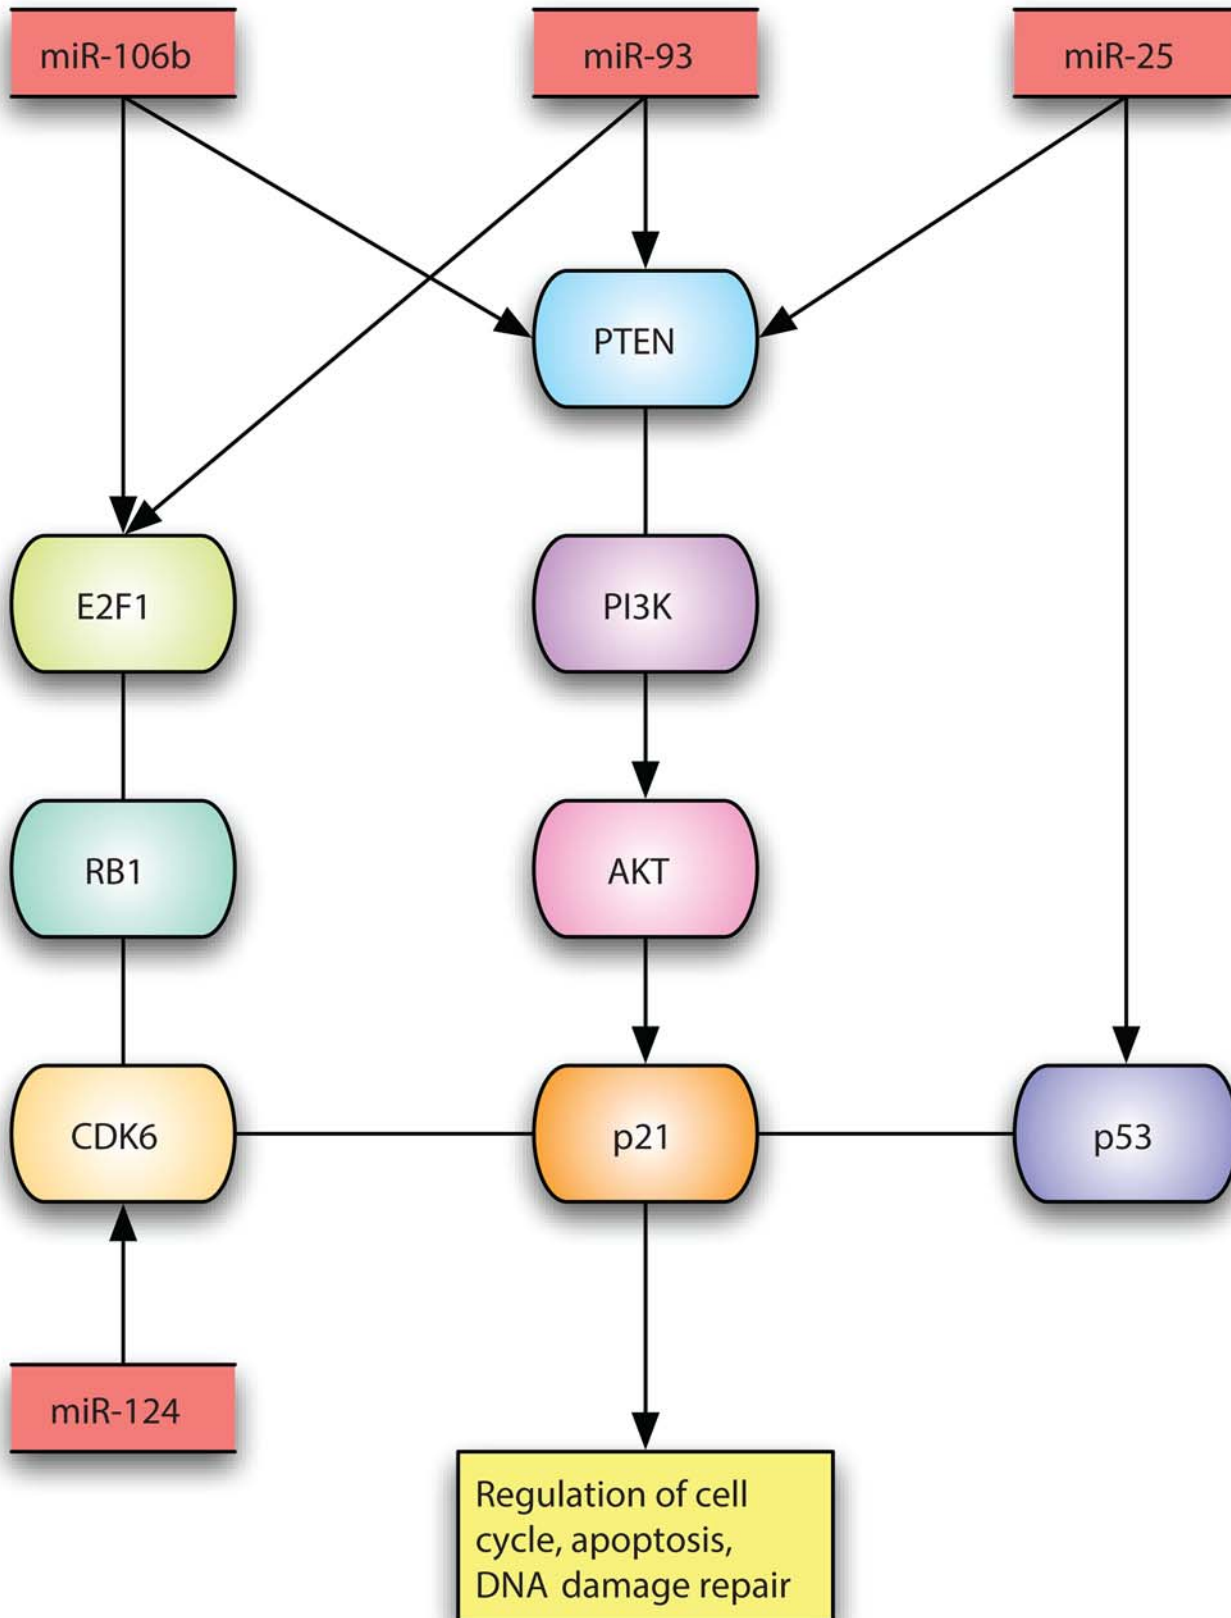 miR-106b
miR-93
miR-25
PTEN
E2F1
PI3K
RB1
AKT
CDK6
p21
p53
miR-124
Regulation of cell
cycle, apoptosis,
DNA damage repair